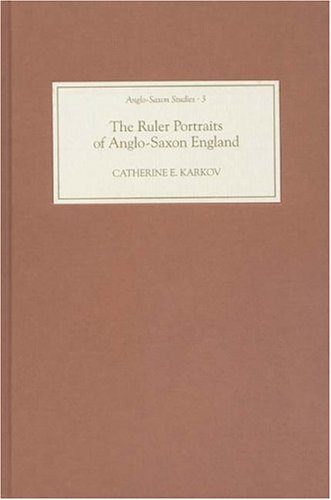 Anglo-Saxon Studies · 3
The Ruler Portraits
of Anglo-Saxon England
CATHERINE E. KARKOV